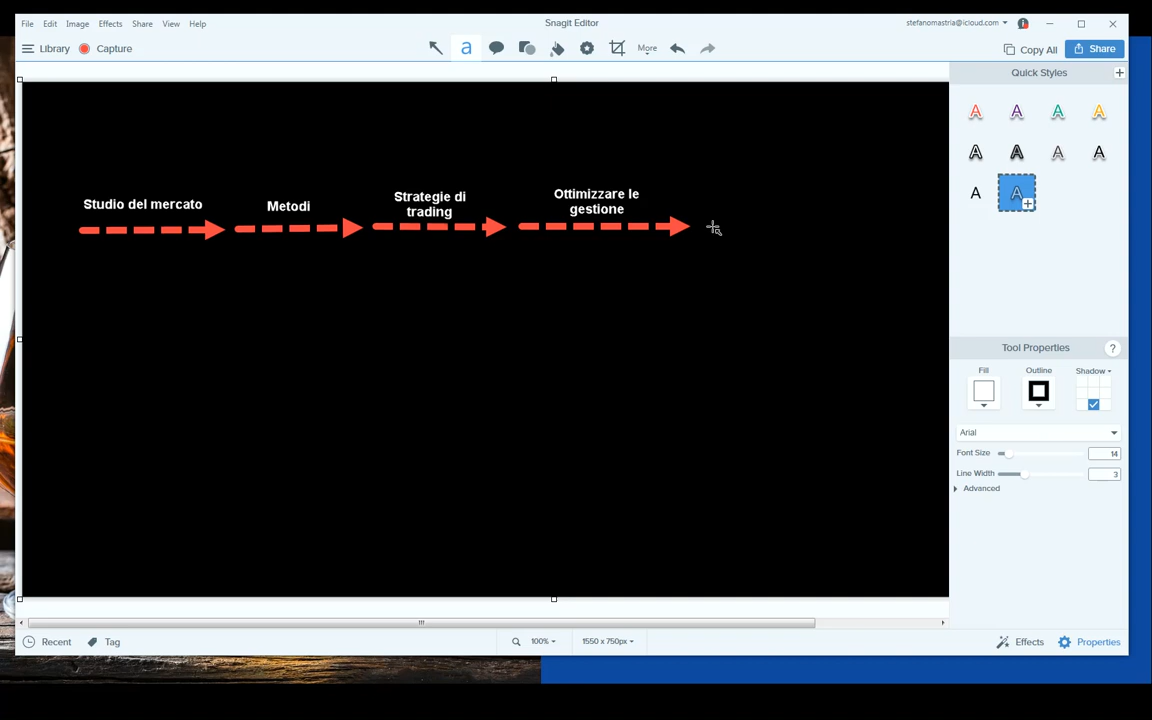 File Edit Image Effects Share View Help
Snagit Editor
stefanomastria@icloud.com
Library Capture
a
More
Copy All
Share
Quick Styles
A A A A
A A A A
A A
Studio del mercato
Metodi
Strategie di
trading
Ottimizzare le
gestione
Tool Properties
?
Fill Outline Shadow
Arial
Font Size 14
Line Width 3
Advanced
Recent Tag
100%
1550 x 750px
Effects
Properties